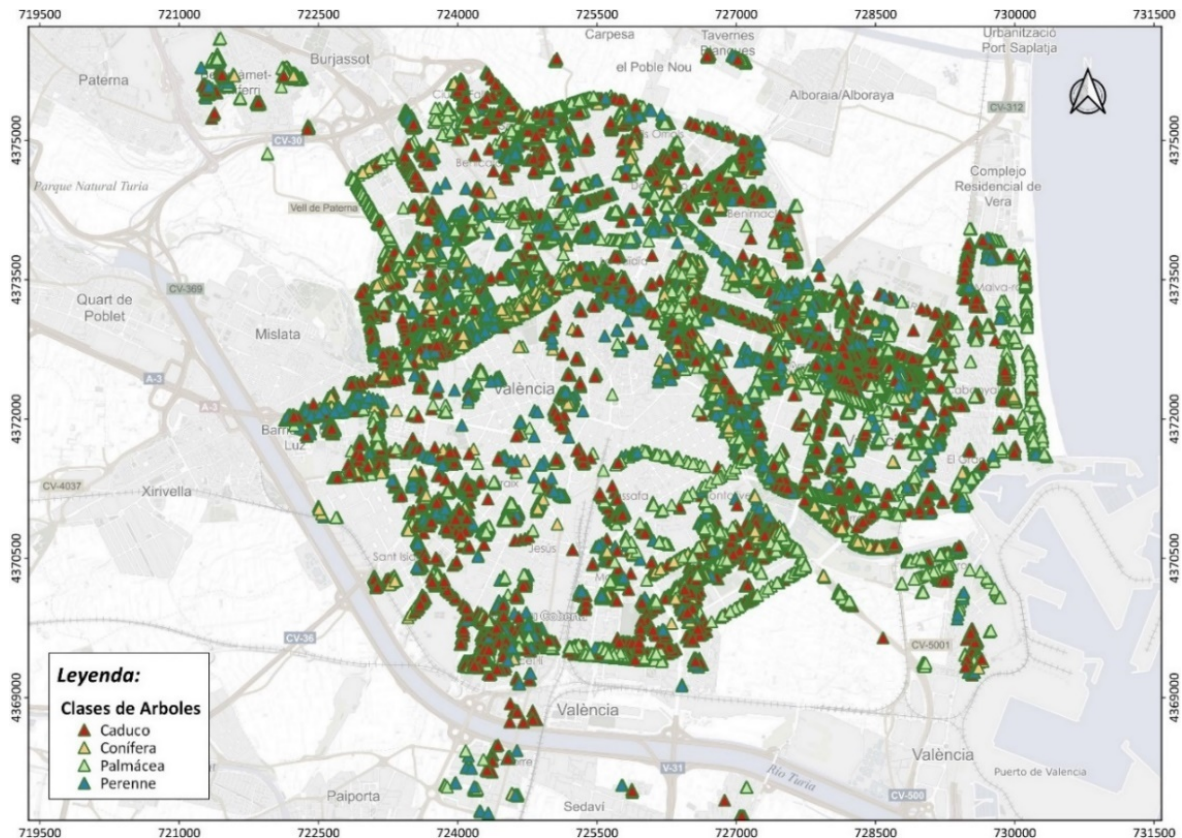 719500 721000 722500 724000 725500 727000 728500 730000 731500
Carpesa
Tavernes
Blanques
Urbanització
Port Saplatja
Burjassot
Paterna
el Poble Nou
Alboraia/Alboraya
CV-312
4375000 4375000
CV-30
Parque Natural Turia
Complejo
Residencial de
Vera
Vell de Paterna
4373500 4373500
CV-369
Quart de
Poblet
Mislata
A-3
València
A-3
4372000 4372000
Luz
El Grau
CV-4037
Xirivella
Jesús
4370500 4370500
CV-36
CV-5001
4369000 4369000
València
València
V-31
Río Turia
Puerto de Valencia
CV-500
Paiporta
Sedaví
Leyenda:
Clases de Arboles
Caduco
Conífera
Palmácea
Perenne
719500 721000 722500 724000 725500 727000 728500 730000 731500